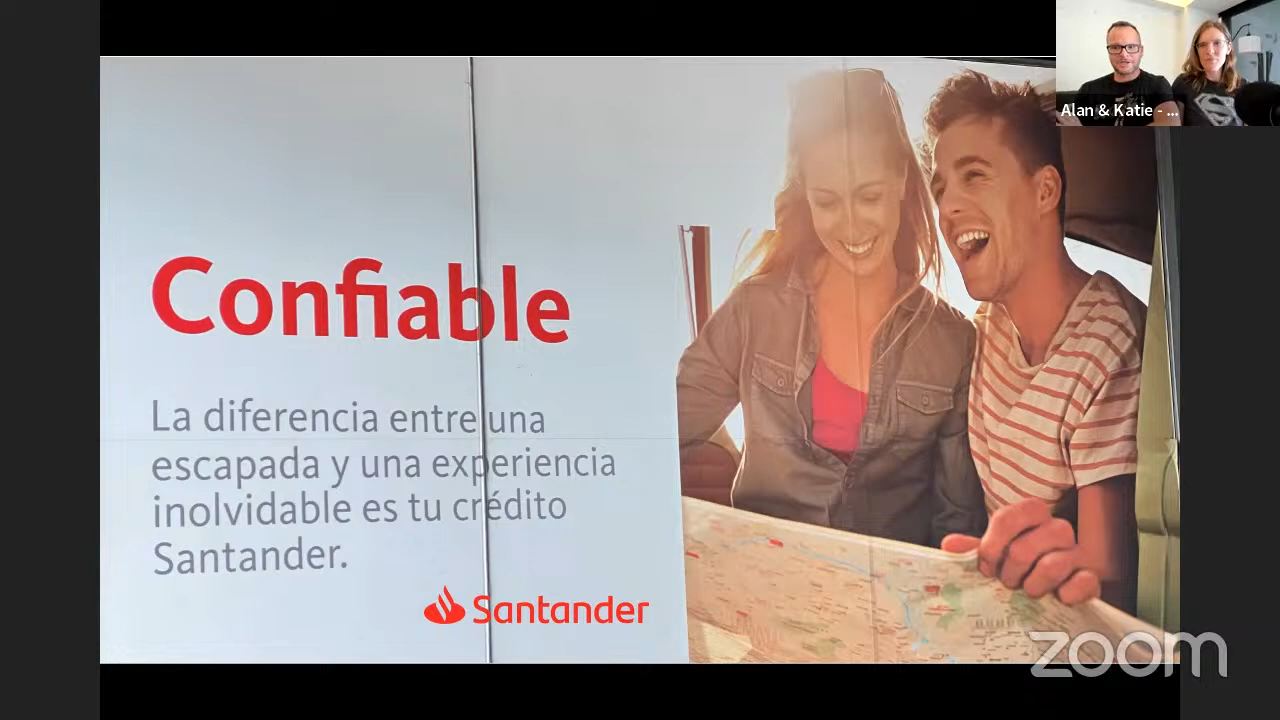 Alan & Katie - ...
Confiable
La diferencia entre una
escapada y una experiencia
inolvidable es tu crédito
Santander.
Santander
zoom